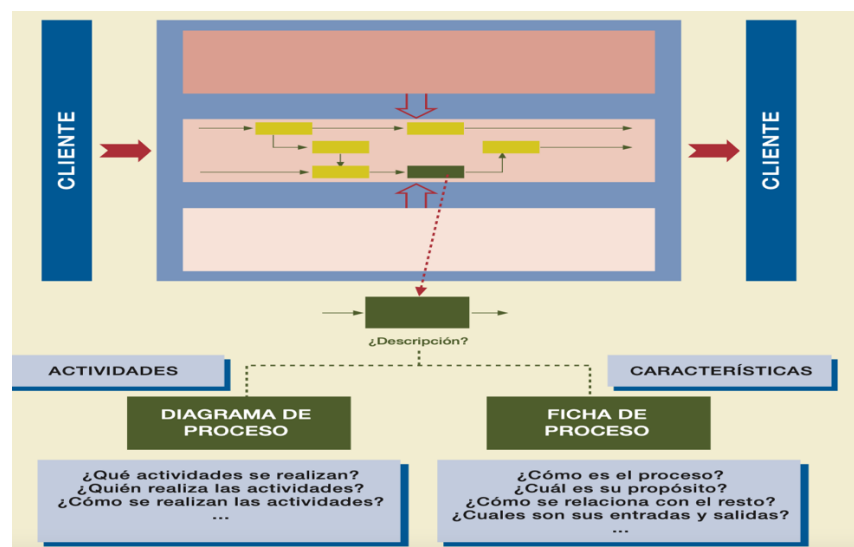 CLIENTE
CLIENTE
¿Descripción?
ACTIVIDADES
CARACTERÍSTICAS
DIAGRAMA DE
PROCESO
FICHA DE
PROCESO
¿Qué actividades se realizan?
¿Quién realiza las actividades?
¿Cómo se realizan las actividades?
...
¿Cómo es el proceso?
¿Cuál es su propósito?
¿Cómo se relaciona con el resto?
¿Cuales son sus entradas y salidas?
...